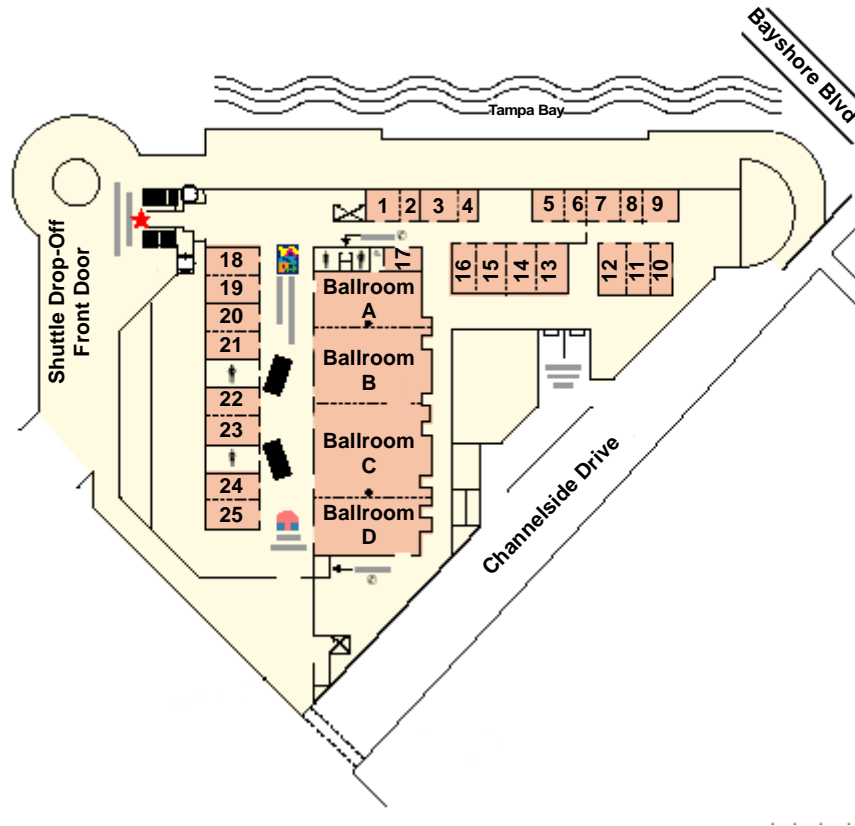 Bayshore Blvd
Tampa Bay
1 2 3 4
5 6 7 8 9
Shuttle Drop-Off
Front Door
18
19
20
21
22
23
24
25
17
16 15 14 13
12 11 10
Ballroom
A
Ballroom
B
Ballroom
C
Ballroom
D
Channelside Drive